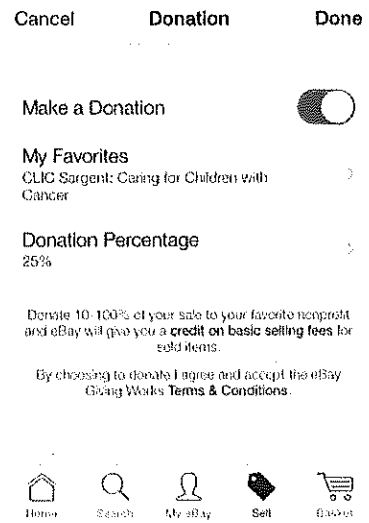 Cancel Donation Done
Make a Donation
My Favorites
CLIC Sargent: Caring for Children with
Cancer
Donation Percentage
25%
Donate 10-100% of your sale to your favorite nonprofit
and eBay will give you a credit on basic selling fees for
sold items.
By choosing to donate I agree and accept the eBay
Giving Works Terms & Conditions.
Home Search My eBay Sell Basket